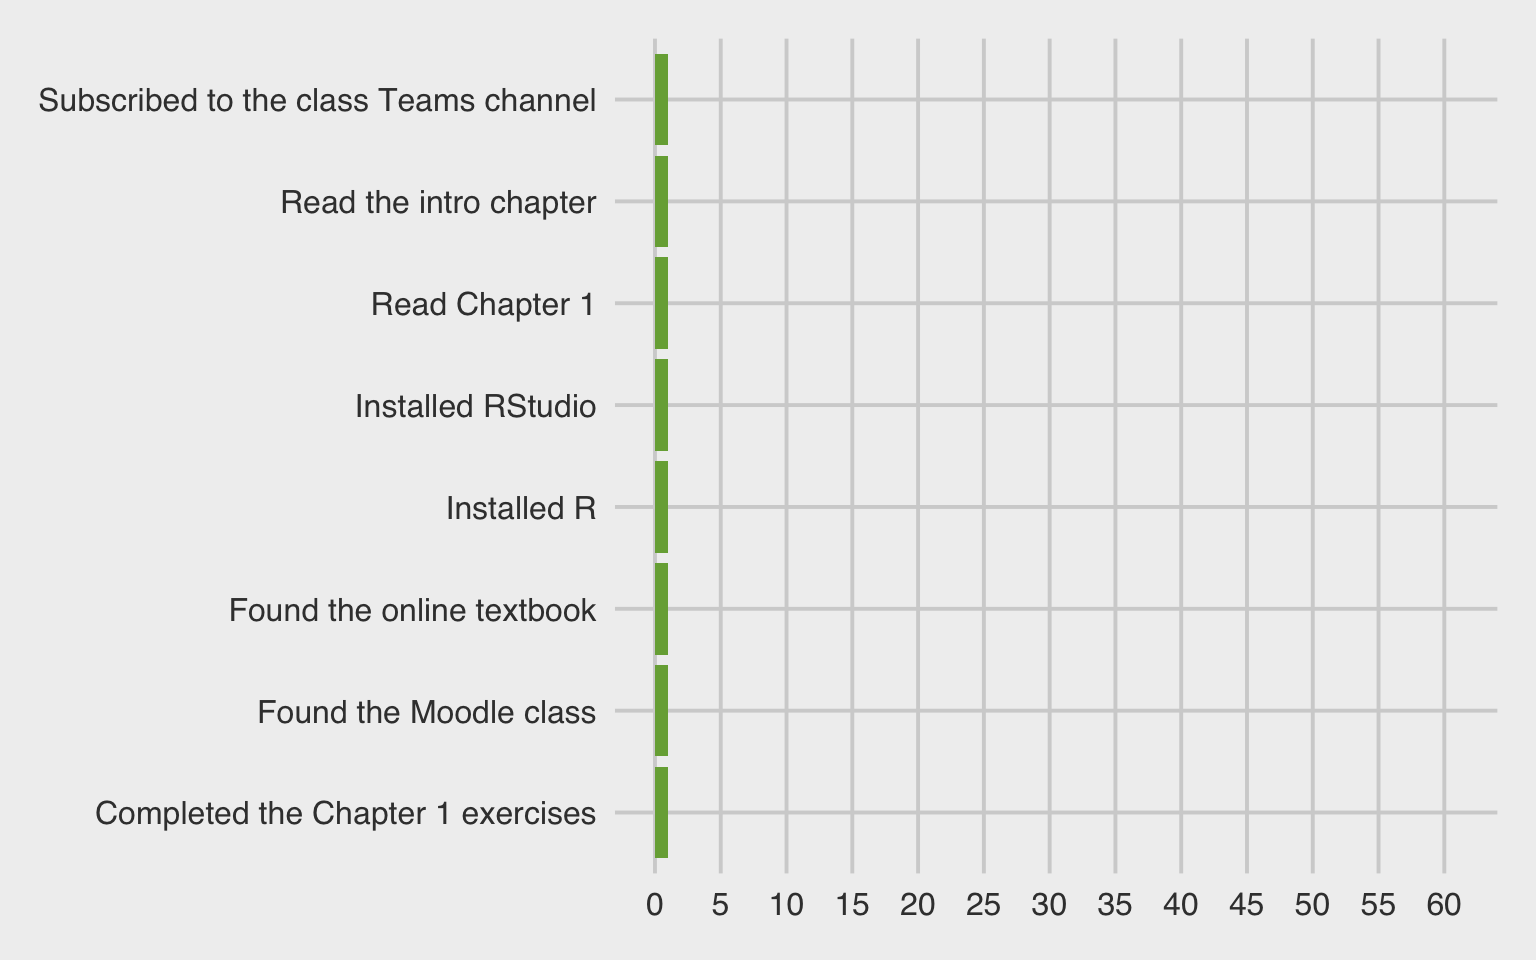 Subscribed to the class Teams channel
Read the intro chapter
Read Chapter 1
Installed RStudio
Installed R
Found the online textbook
Found the Moodle class
Completed the Chapter 1 exercises
0 5 10 15 20 25 30 35 40 45 50 55 60